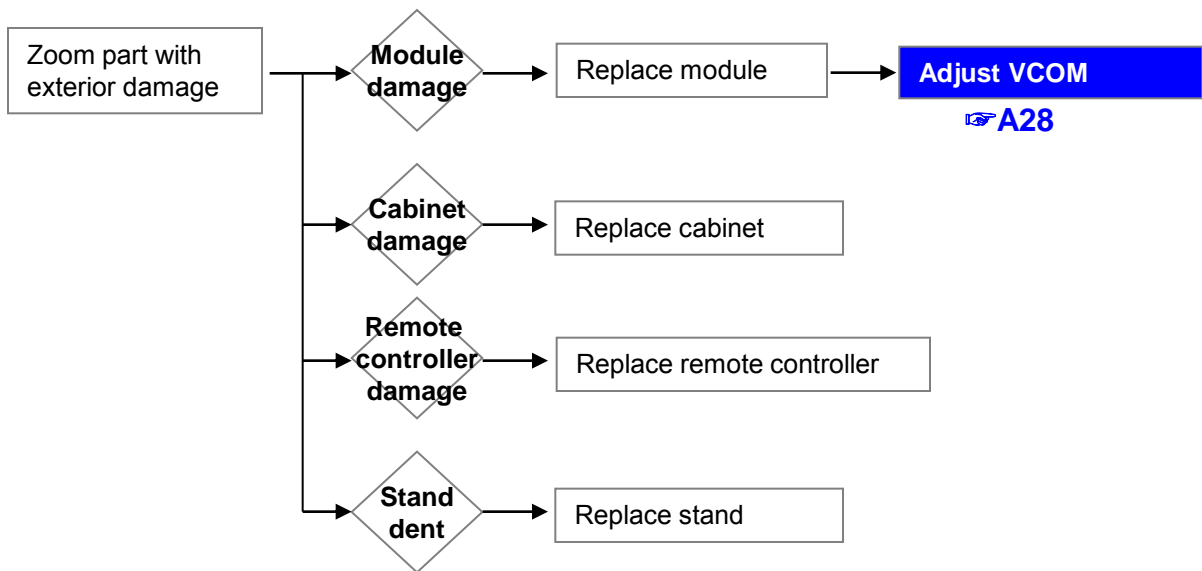 Zoom part with
exterior damage
Module
damage
Replace module
Adjust VCOM
☞A28
Cabinet
damage
Replace cabinet
Remote
controller
damage
Replace remote controller
Stand
dent
Replace stand